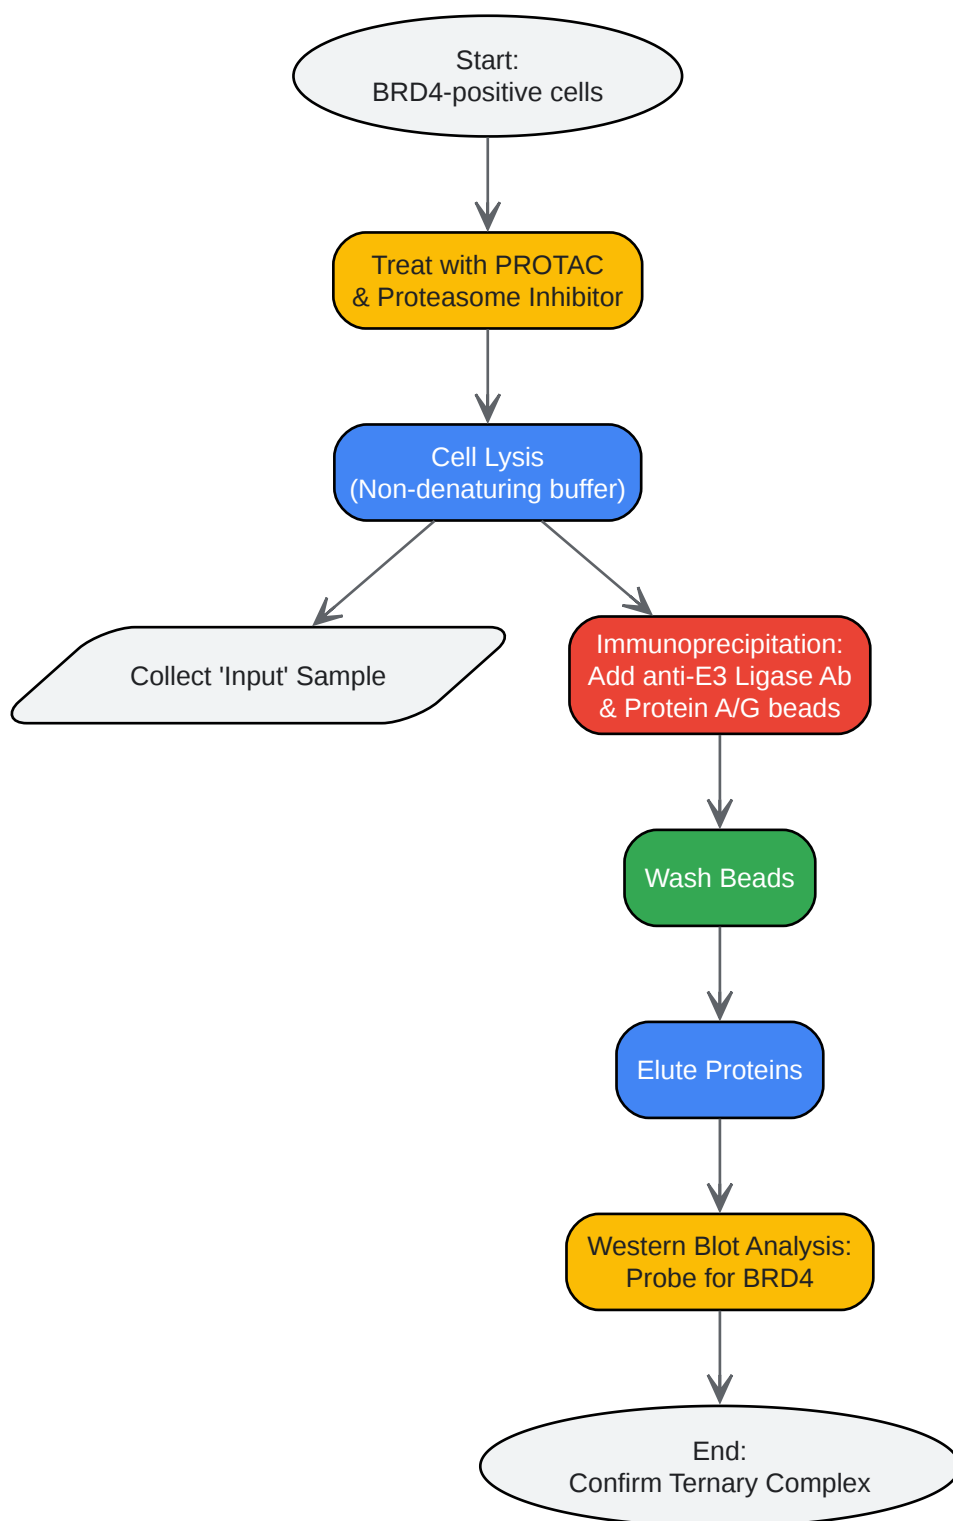 Start:
BRD4-positive cells
Treat with PROTAC
& Proteasome Inhibitor
Cell Lysis
(Non-denaturing buffer)
Collect 'Input' Sample
Immunoprecipitation:
Add anti-E3 Ligase Ab
& Protein A/G beads
Wash Beads
Elute Proteins
Western Blot Analysis:
Probe for BRD4
End:
Confirm Ternary Complex